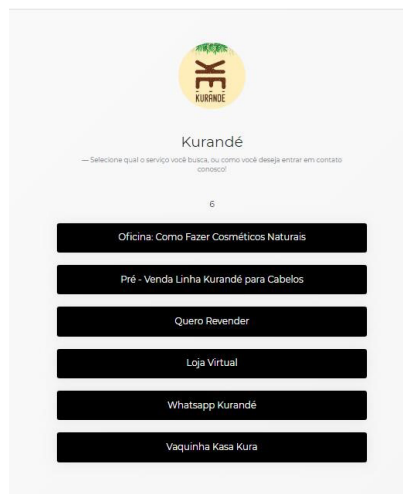 KURANDÉ
Kurandé
— Selecione qual o serviço você busca, ou como você deseja entrar em contato
conosco!
6
Oficina: Como Fazer Cosméticos Naturais
Pré - Venda Linha Kurandé para Cabelos
Quero Revender
Loja Virtual
Whatsapp Kurandé
Vaquinha Kasa Kura